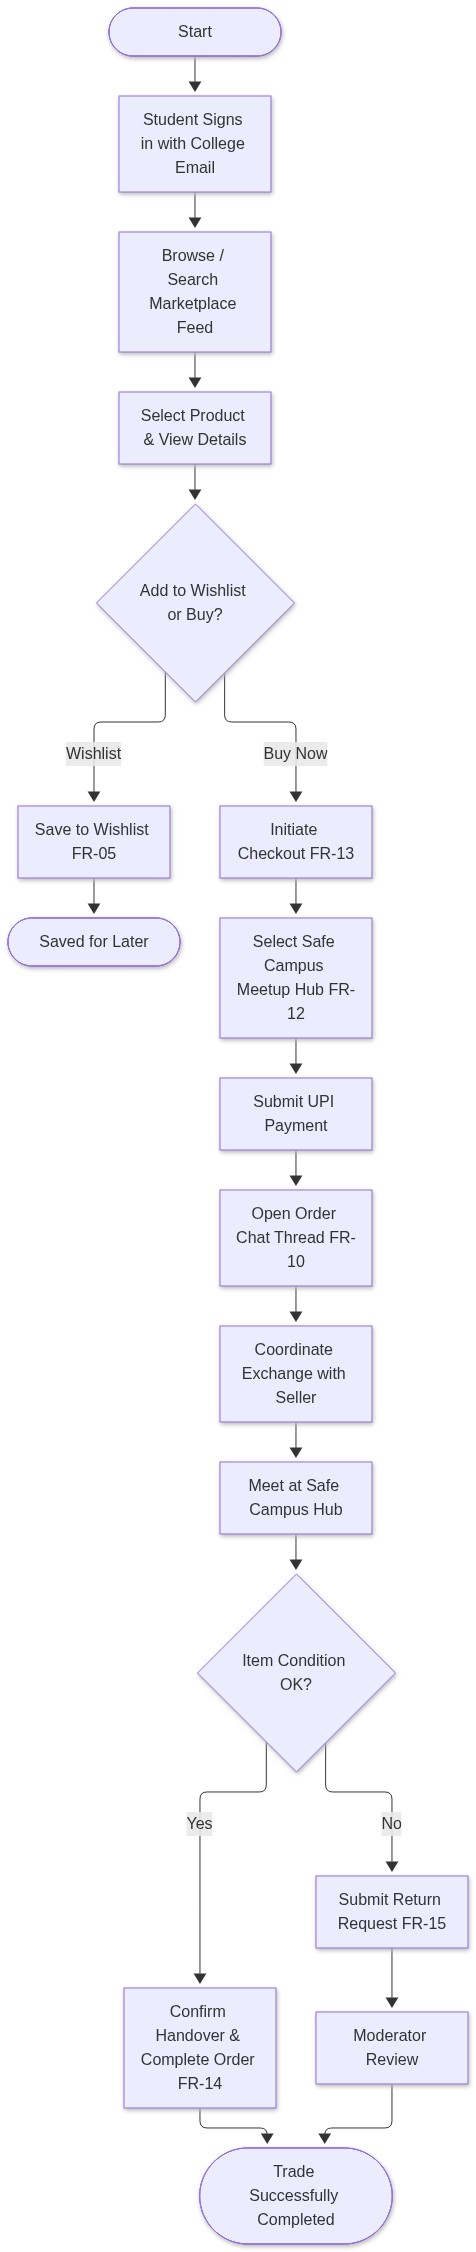 Start
Student Signs
in with College
Email
Browse /
Search
Marketplace
Feed
Select Product
& View Details
Add to Wishlist
or Buy?
Wishlist
Buy Now
Save to Wishlist
FR-05
Initiate
Checkout FR-13
Saved for Later
Select Safe
Campus
Meetup Hub FR-
12
Submit UPI
Payment
Open Order
Chat Thread FR-
10
Coordinate
Exchange with
Seller
Meet at Safe
Campus Hub
Item Condition
OK?
Yes
No
Submit Return
Request FR-15
Confirm
Handover &
Complete Order
FR-14
Moderator
Review
Trade
Successfully
Completed